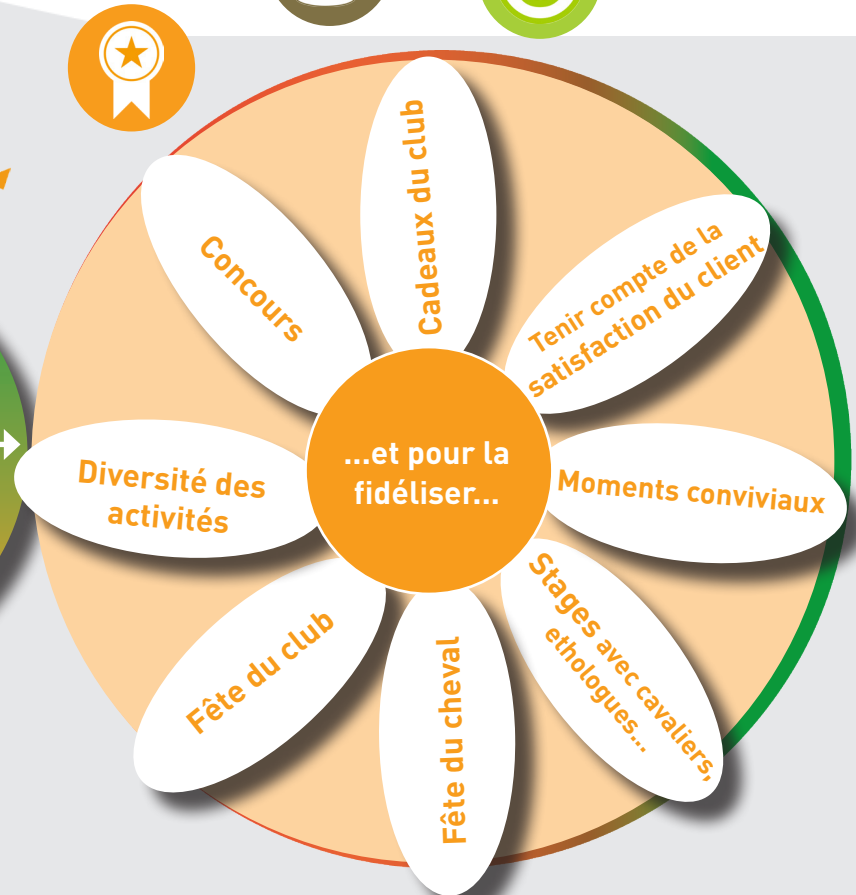 Cadeaux du club
Tenir compte de la
satisfaction du client
Moments conviviaux
Stages avec cavaliers,
ethologues...
Fête du cheval
Fête du club
Diversité des
activités
Concours
...et pour la
fidéliser...